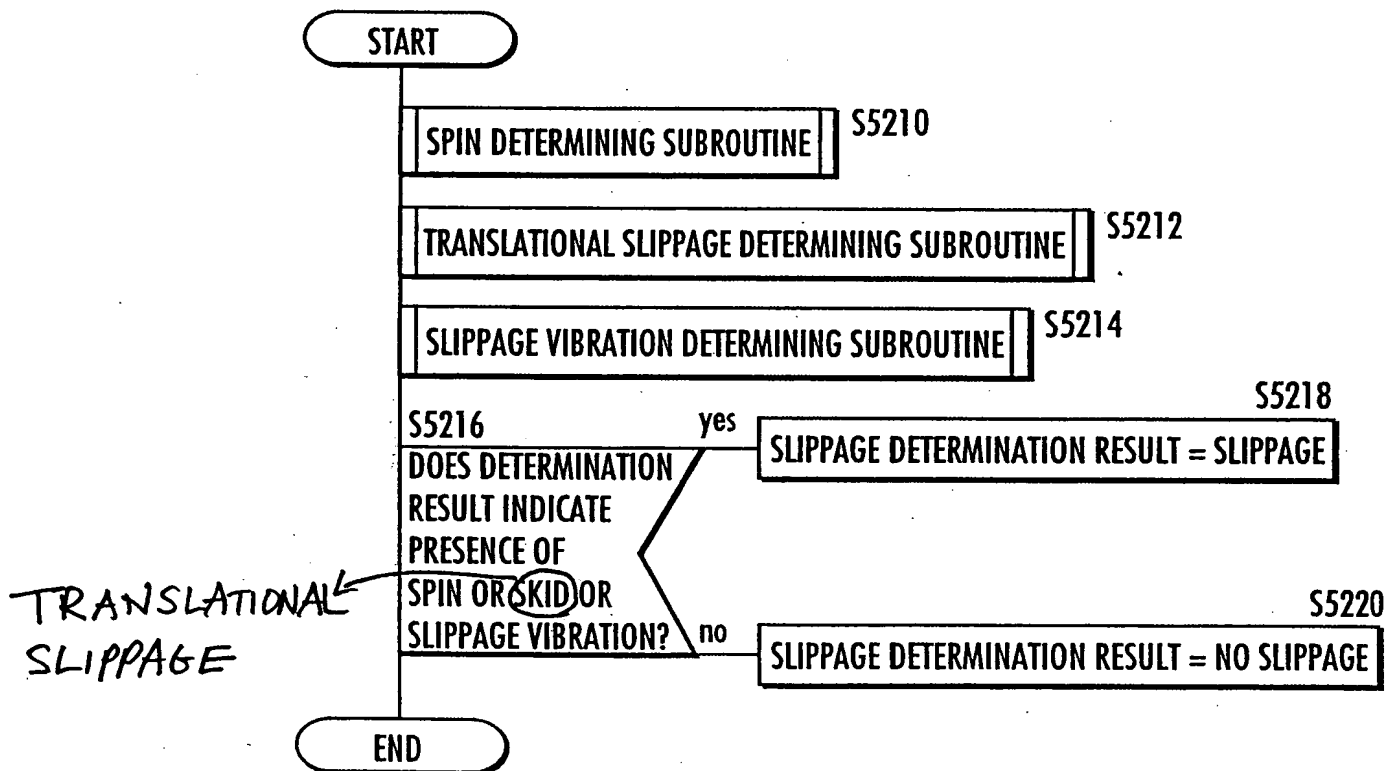 START
SPIN DETERMINING SUBROUTINE
S5210
TRANSLATIONAL SLIPPAGE DETERMINING SUBROUTINE
S5212
SLIPPAGE VIBRATION DETERMINING SUBROUTINE
S5214
S5216
DOES DETERMINATION
RESULT INDICATE
PRESENCE OF
SPIN OR SKID OR
SLIPPAGE VIBRATION?
TRANSLATIONAL
SLIPPAGE
yes
S5218
SLIPPAGE DETERMINATION RESULT = SLIPPAGE
no
S5220
SLIPPAGE DETERMINATION RESULT = NO SLIPPAGE
END